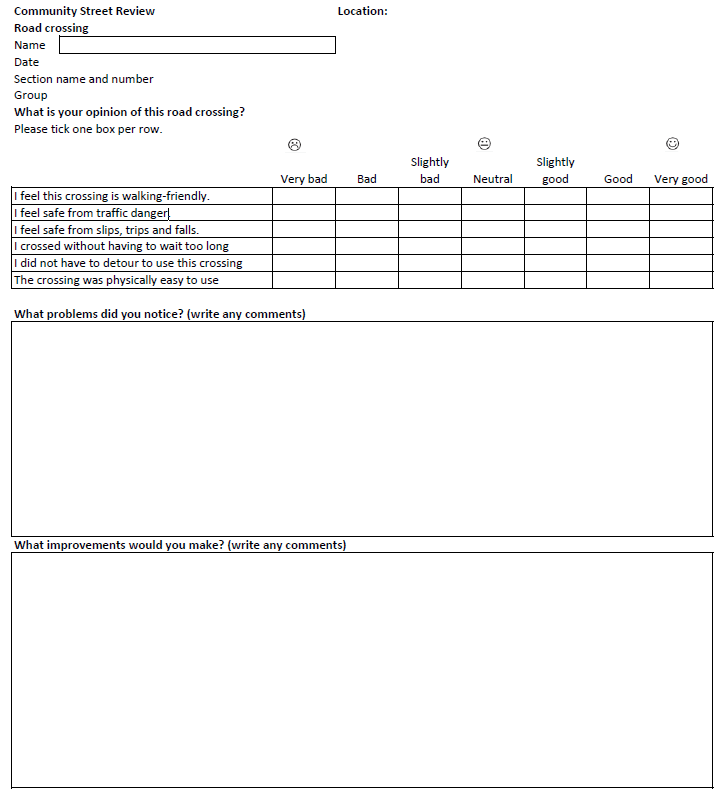 Community Street Review Location:
Road crossing
Name
Date
Section name and number
Group
What is your opinion of this road crossing?
Please tick one box per row.
Slightly Slightly
Very bad Bad bad Neutral good Good Very good
I feel this crossing is walking-friendly.
I feel safe from traffic danger
I feel safe from slips, trips and falls.
I crossed without having to wait too long
I did not have to detour to use this crossing
The crossing was physically easy to use
What problems did you notice? (write any comments)
What improvements would you make? (write any comments)